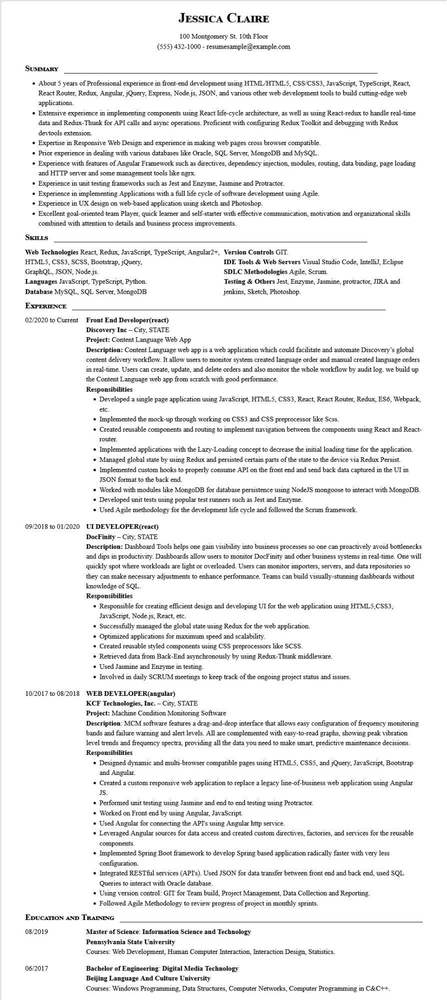 Jessica Claire
100 Montgomery St. 10th Floor
(555) 432-1000 - resumesample@example.com
Summary
• About 5 years of Professional experience in front-end development using HTML/HTML5, CSS/CSS3, JavaScript, TypeScript, React,
React Router, Redux, Angular, jQuery, Express, Node.js, JSON, and various other web development tools to build cutting-edge web
applications.
• Extensive experience in implementing components using React life-cycle architecture, as well as using React-redux to handle real-time
data and Redux-Thunk for API calls and async operations. Proficient with configuring Redux Toolkit and debugging with Redux
devtools extension.
• Expertise in Responsive Web Design and experience in making web pages cross browser compatible.
• Prior experience in dealing with various databases like Oracle, SQL Server, MongoDB and MySQL.
• Experience with features of Angular Framework such as directives, dependency injection, modules, routing, data binding, page loading
and HTTP server and some management tools like ngrx.
• Experience in unit testing frameworks such as Jest and Enzyme, Jasmine and Protractor.
• Experience in implementing Applications with a full life cycle of software development using Agile.
• Experience in UX design on web-based application using sketch and Photoshop.
• Excellent goal-oriented team Player, quick learner and self-starter with effective communication, motivation and organizational skills
combined with attention to details and business process improvements.
Skills
Web Technologies React, Redux, JavaScript, TypeScript, Angular2+,
HTML5, CSS3, SCSS, Bootstrap, jQuery,
GraphQL, JSON, Node.js.
Languages JavaScript, TypeScript, Python.
Database MySQL, SQL Server, MongoDB
Version Controls GIT.
IDE Tools & Web Servers Visual Studio Code, IntelliJ, Eclipse
SDLC Methodologies Agile, Scrum.
Testing & Others Jest, Enzyme, Jasmine, protractor, JIRA and
jenkins, Sketch, Photoshop.
Experience
02/2020 to Current Front End Developer(react)
Discovery Inc – City, STATE
Project: Content Language Web App
Description: Content Language web app is a web application which could facilitate and automate Discovery's global
content delivery workflow. It allow users to monitor system created language order and manual created language orders
in real-time. Users can create, update, and delete orders and also monitor the whole workflow by audit log. we build up
the Content Language web app from scratch with good performance.
Responsibilities
• Developed a single page application using JavaScript, HTML5, CSS3, React, React Router, Redux, ES6, Webpack,
etc.
• Implemented the mock-up through working on CSS3 and CSS preprocessor like Scss.
• Created reusable components and routing to implement navigation between the components using React and React-
router.
• Implemented applications with the Lazy-Loading concept to decrease the initial loading time for the application.
• Managed global state by using Redux and persisted certain parts of the state to the device via Redux Persist.
• Implemented custom hooks to properly consume API on the front end and send back data captured in the UI in
JSON format to the back end.
• Worked with modules like MongoDB for database persistence using NodeJS mongoose to interact with MongoDB.
• Developed unit tests using popular test runners such as Jest and Enzyme.
• Used Agile methodology for the development life cycle and followed the Scrum framework.
09/2018 to 01/2020 UI DEVELOPER(react)
DocFinity – City, STATE
Description: Dashboard Tools helps one gain visibility into business processes so one can proactively avoid bottlenecks
and dips in productivity. Dashboards allow users to monitor DocFinity and other business systems in real-time. One will
quickly spot where workloads are light or overloaded. Users can monitor importers, servers, and data repositories so
they can make necessary adjustments to enhance performance. Teams can build visually-stunning dashboards without
knowledge of SQL.
Responsibilities
• Responsible for creating efficient design and developing UI for the web application using HTML5,CSS3,
JavaScript, Node.js, React, etc.
• Successfully managed the global state using Redux for the web application.
• Optimized applications for maximum speed and scalability.
• Created reusable styled components using CSS preprocessors like SCSS.
• Retrieved data from Back-End asynchronously by using Redux-Thunk middleware.
• Used Jasmine and Enzyme in testing.
• Involved in daily SCRUM meetings to keep track of the ongoing project status and issues.
10/2017 to 08/2018 WEB DEVELOPER(angular)
KCF Technologies, Inc. – City, STATE
Project: Machine Condition Monitoring Software
Description: MCM software features a drag-and-drop interface that allows easy configuration of frequency monitoring
bands and failure warning and alert levels. All are complemented with easy-to-read graphs, showing peak vibration
level trends and frequency spectra, providing all the data you need to make smart, predictive maintenance decisions.
Responsibilities
• Designed dynamic and multi-browser compatible pages using HTML5, CSS5, and jQuery, JavaScript, Bootstrap
and Angular.
• Created a custom responsive web application to replace a legacy line-of-business web application using Angular
JS.
• Performed unit testing using Jasmine and end to end testing using Protractor.
• Worked on Front end by using Angular, JavaScript.
• Used Angular for connecting the API's using Angular http service.
• Leveraged Angular sources for data access and created custom directives, factories, and services for the reusable
components.
• Implemented Spring Boot framework to develop Spring based application radically faster with very less
configuration.
• Integrated RESTful services (API's). Used JSON for data transfer between front end and back end, used SQL
Queries to interact with Oracle database.
• Using version control: GIT for Team build, Project Management, Data Collection and Reporting.
• Followed Agile Methodology to review progress of project in monthly sprints.
Education and Training
08/2019 Master of Science: Information Science and Technology
Pennsylvania State University
Courses: Web Development, Human Computer Interaction, Interaction Design, Statistics.
06/2017 Bachelor of Engineering: Digital Media Technology
Beijing Language And Culture University
Courses: Windows Programming, Data Structures, Computer Networks, Computer Programming in C&C++.